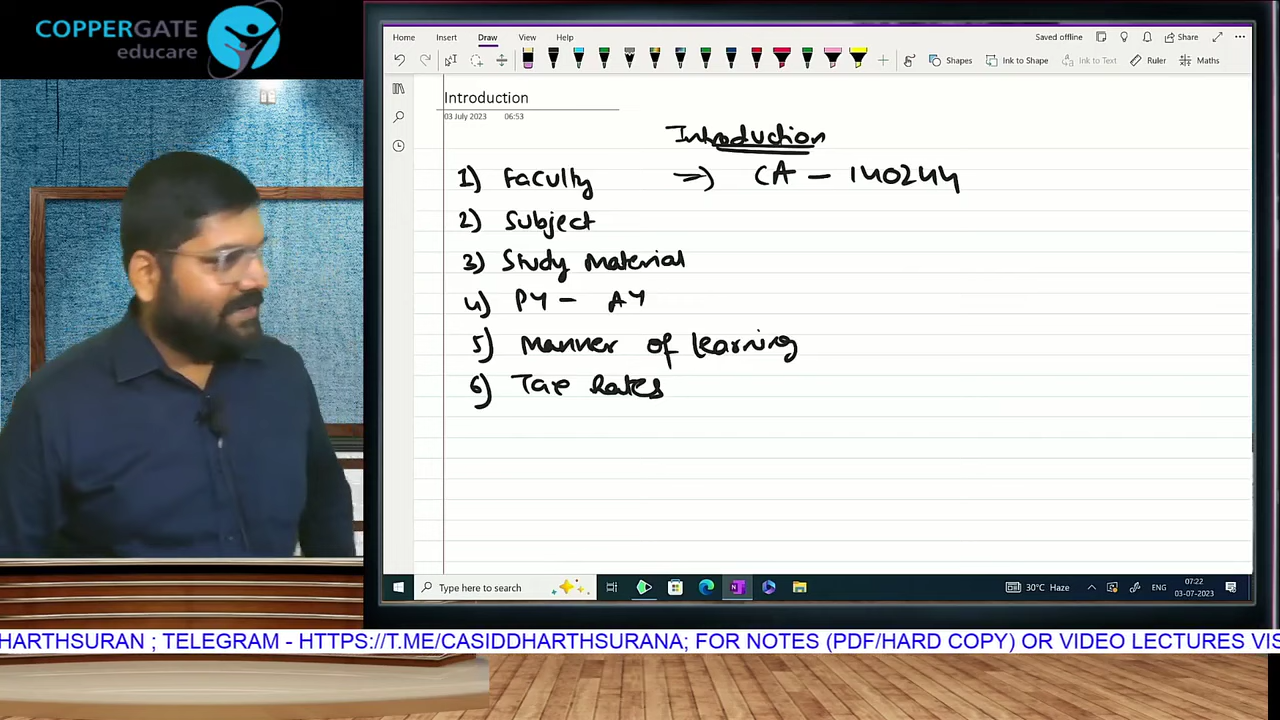 COPPERGATE
educare
Home Insert Draw View Help
Saved offline Share
Shapes Ink to Shape Ink to Text Ruler Maths
Introduction
03 July 2023 06:53
Introduction
1) Faculty => CA - 140244
2) Subject
3) Study Material
4) PY - AY
5) Manner of learning
6) Tax Rates
Type here to search
30°C Haze ENG 07:22
03-07-2023
HARTHSURAN ; TELEGRAM - HTTPS://T.ME/CASIDDHARTHSURANA; FOR NOTES (PDF/HARD COPY) OR VIDEO LECTURES VIS